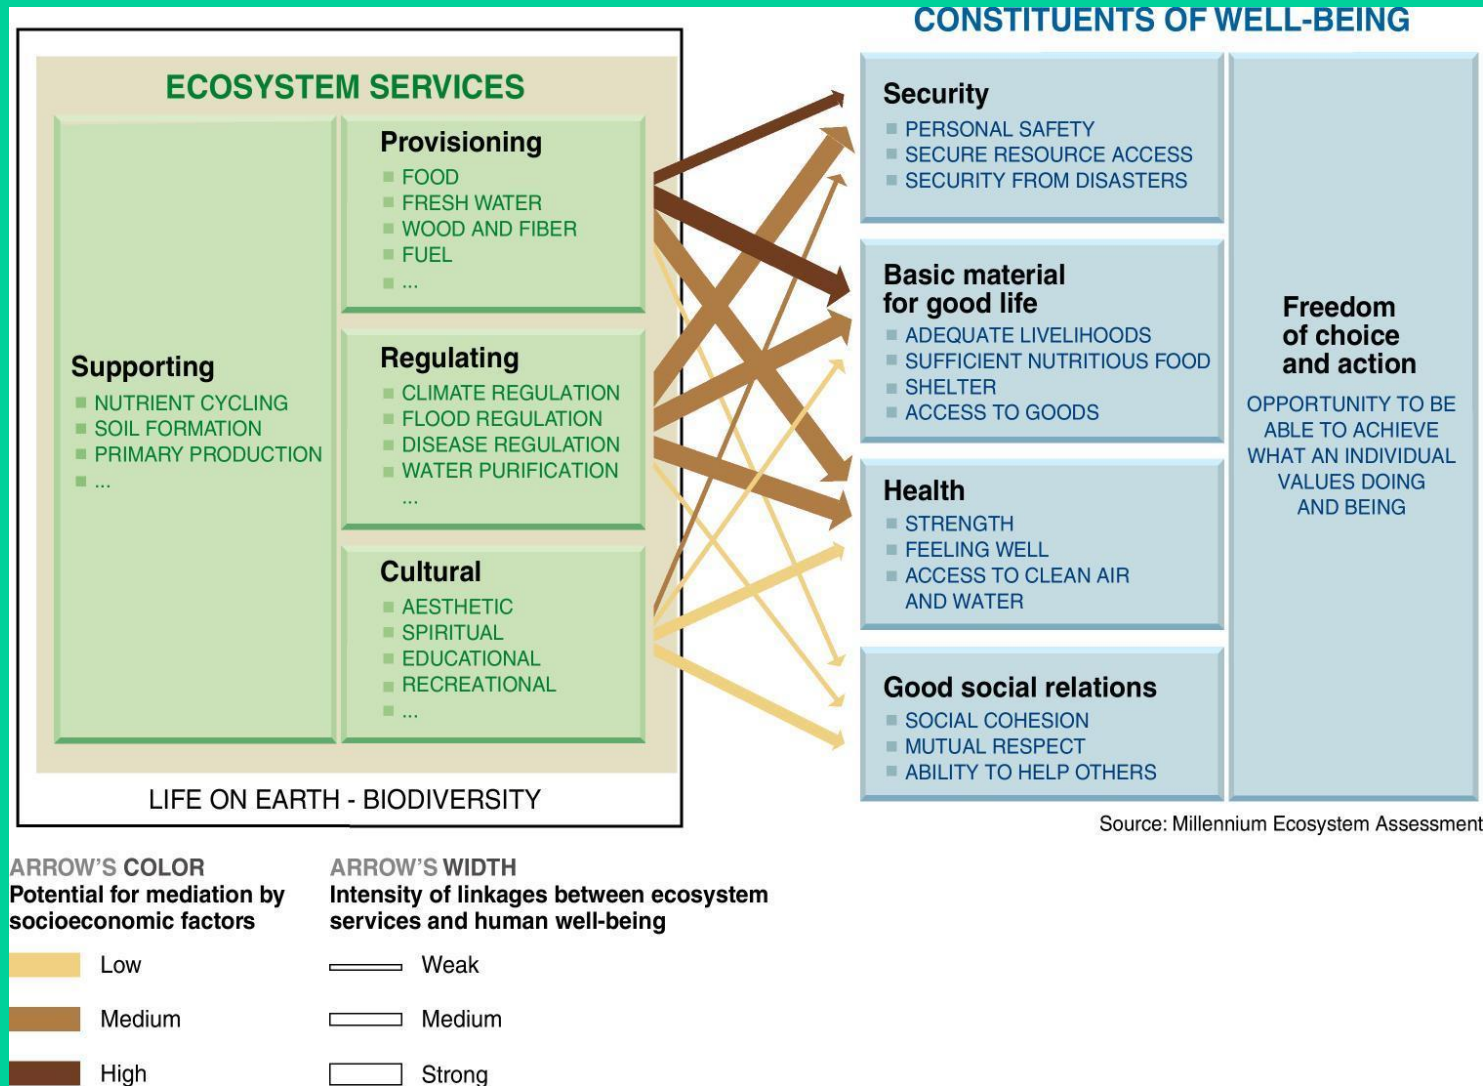 CONSTITUENTS OF WELL-BEING
ECOSYSTEM SERVICES
Supporting
■ NUTRIENT CYCLING
■ SOIL FORMATION
■ PRIMARY PRODUCTION
■ ...
Provisioning
■ FOOD
■ FRESH WATER
■ WOOD AND FIBER
■ FUEL
■ ...
Regulating
■ CLIMATE REGULATION
■ FLOOD REGULATION
■ DISEASE REGULATION
■ WATER PURIFICATION
...
Cultural
■ AESTHETIC
■ SPIRITUAL
■ EDUCATIONAL
■ RECREATIONAL
■ ...
LIFE ON EARTH - BIODIVERSITY
Security
■ PERSONAL SAFETY
■ SECURE RESOURCE ACCESS
■ SECURITY FROM DISASTERS
Basic material
for good life
■ ADEQUATE LIVELIHOODS
■ SUFFICIENT NUTRITIOUS FOOD
■ SHELTER
■ ACCESS TO GOODS
Health
■ STRENGTH
■ FEELING WELL
■ ACCESS TO CLEAN AIR
AND WATER
Good social relations
■ SOCIAL COHESION
■ MUTUAL RESPECT
■ ABILITY TO HELP OTHERS
Freedom
of choice
and action
OPPORTUNITY TO BE
ABLE TO ACHIEVE
WHAT AN INDIVIDUAL
VALUES DOING
AND BEING
Source: Millennium Ecosystem Assessment
ARROW'S COLOR
Potential for mediation by
socioeconomic factors
Low
Medium
High
ARROW'S WIDTH
Intensity of linkages between ecosystem
services and human well-being
Weak
Medium
Strong